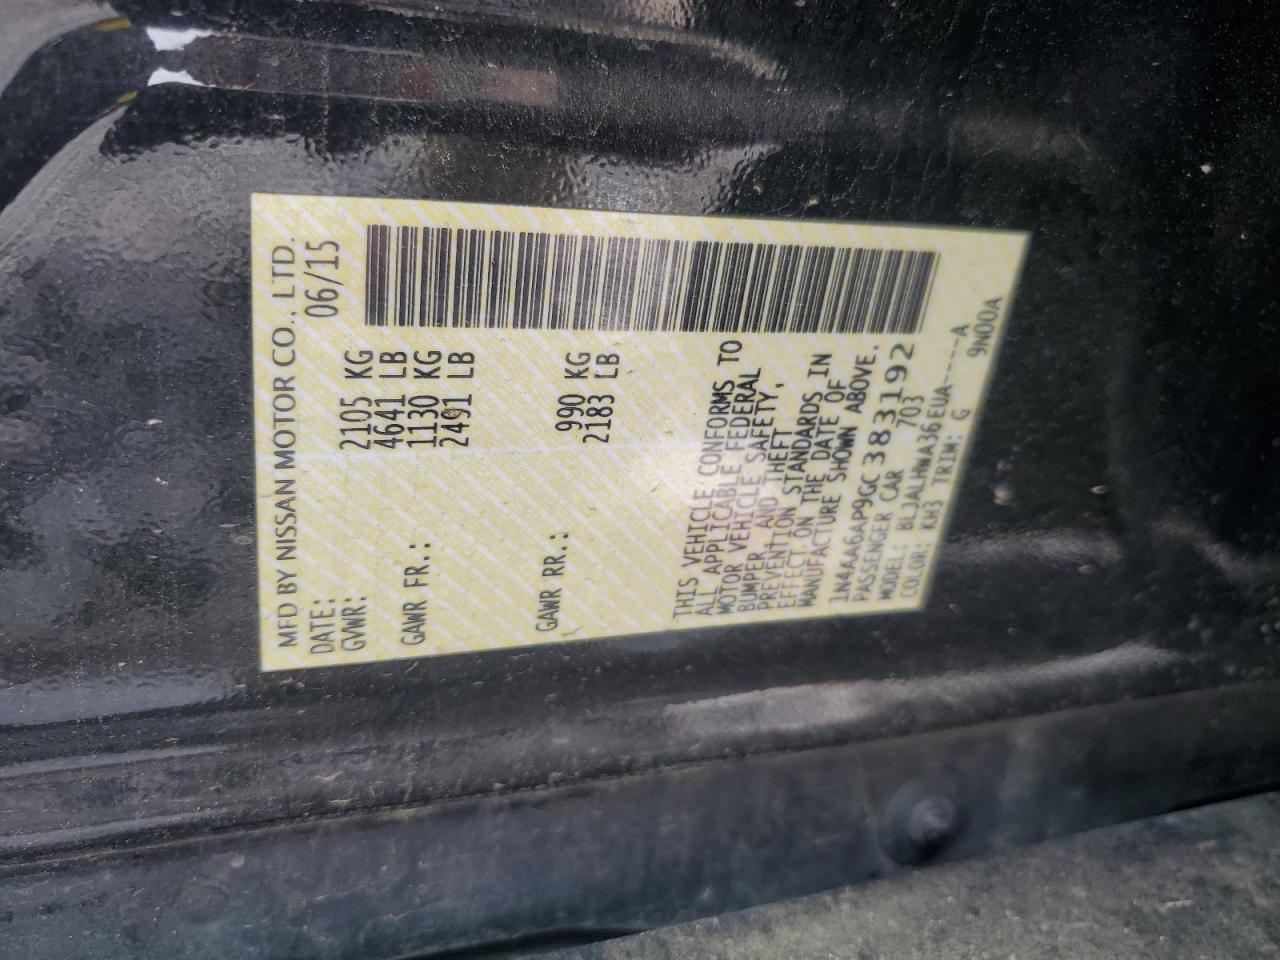 MFD BY NISSAN MOTOR CO., LTD.
DATE: 06/15
GVWR: 2105 KG
4641 LB
GAWR FR.: 1130 KG
2491 LB
GAWR RR.: 990 KG
2183 LB
THIS VEHICLE CONFORMS TO
ALL APPLICABLE FEDERAL
MOTOR VEHICLE SAFETY,
BUMPER, AND THEFT
PREVENTION STANDARDS IN
EFFECT ON THE DATE OF
MANUFACTURE SHOWN ABOVE.
1N4AA6AP9GC383192
PASSENGER CAR 703
MODEL: BLJALHWA36EUA-----A
COLOR: KH3 TRIM: G 9N00A